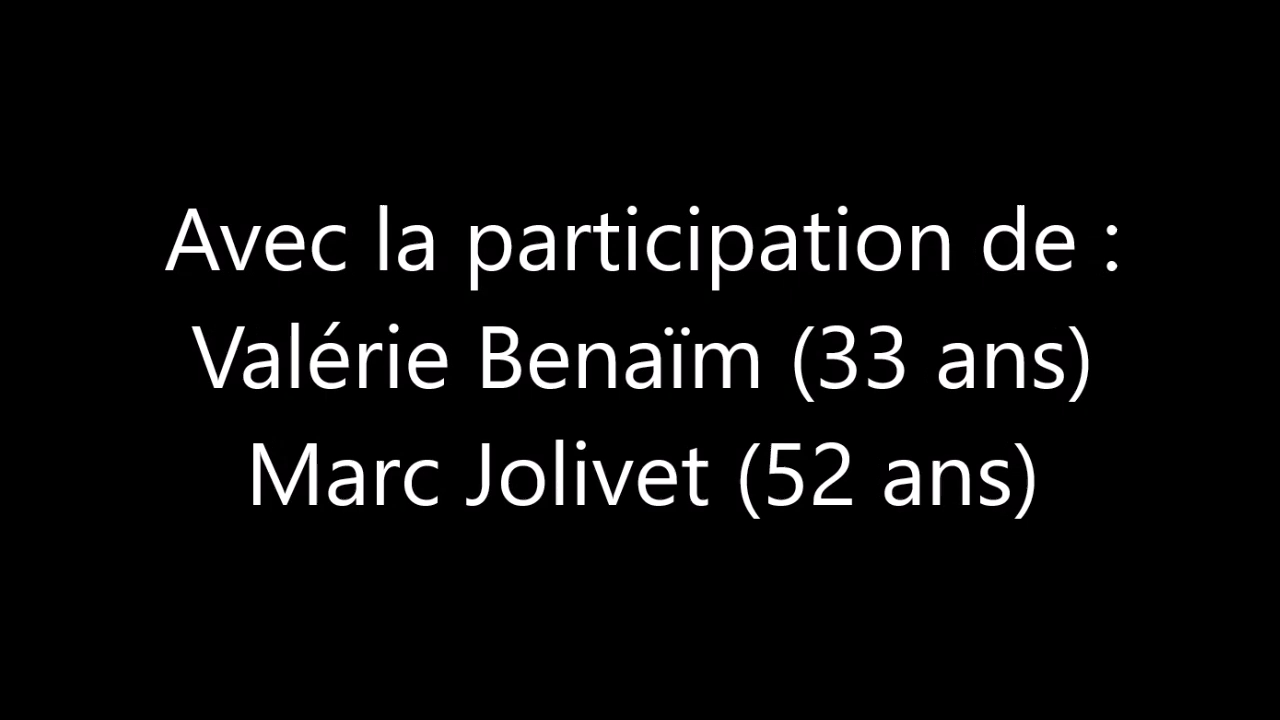 Avec la participation de :
Valérie Benaïm (33 ans)
Marc Jolivet (52 ans)